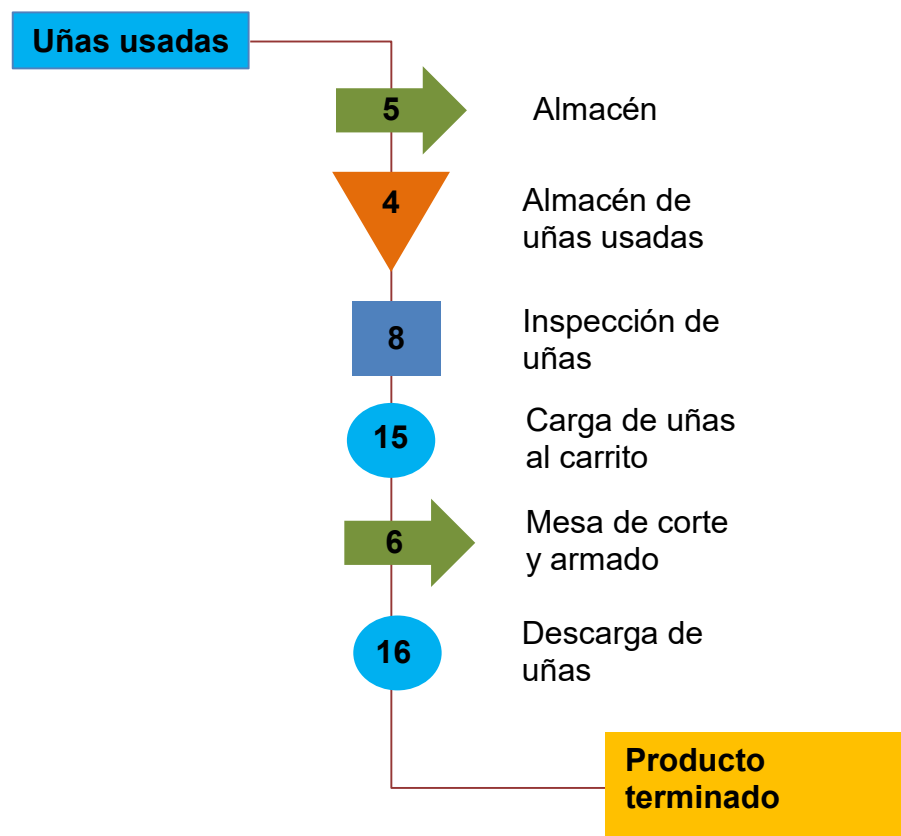 Uñas usadas
5
Almacén
4
Almacén de
uñas usadas
8
Inspección de
uñas
15
Carga de uñas
al carrito
6
Mesa de corte
y armado
16
Descarga de
uñas
Producto
terminado